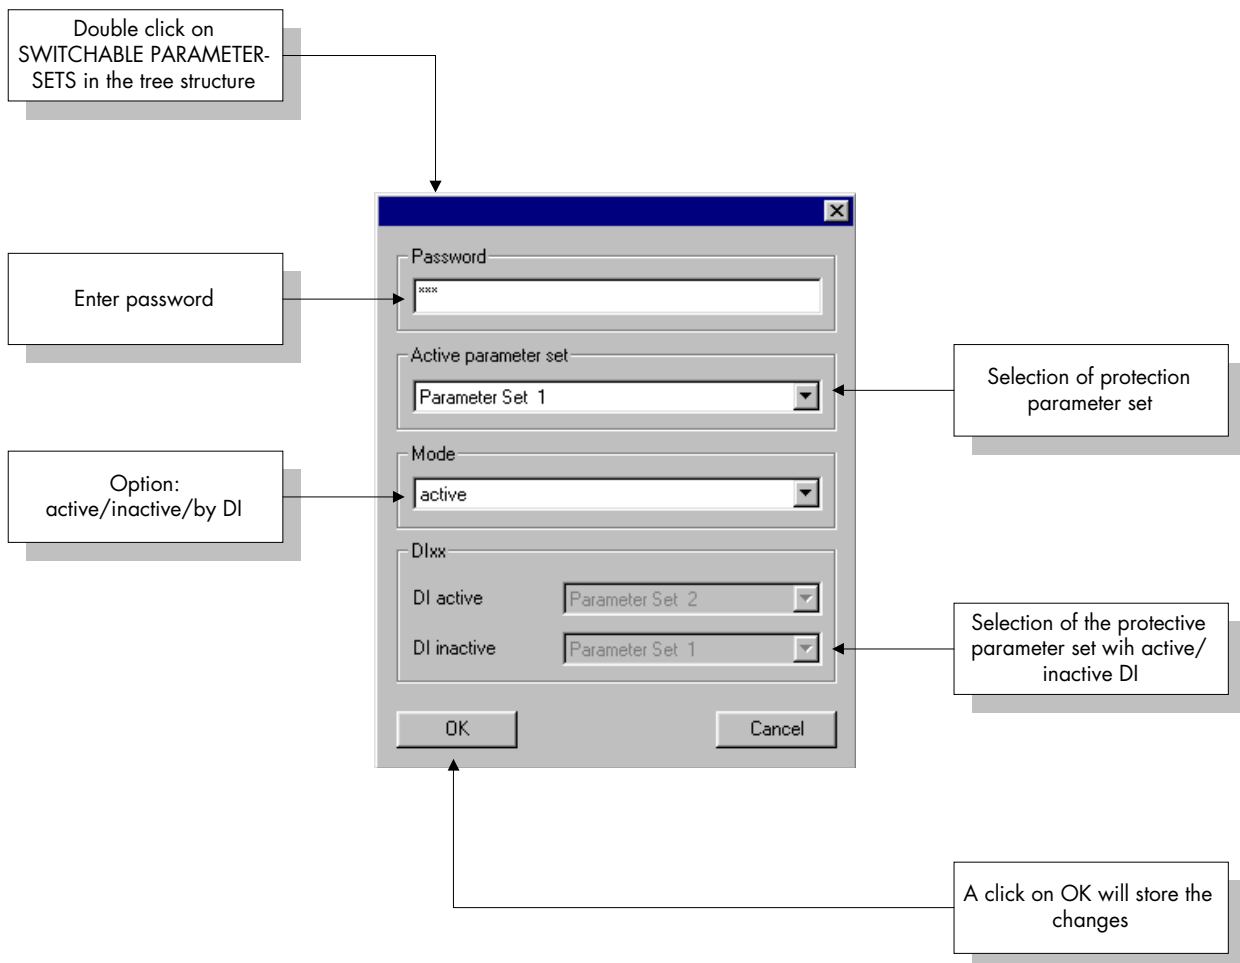 Double click on
SWITCHABLE PARAMETER-
SETS in the tree structure
Password
***
Enter password
Active parameter set
Parameter Set 1
Selection of protection
parameter set
Mode
active
Option:
active/inactive/by DI
DIxx
DI active
Parameter Set 2
DI inactive
Parameter Set 1
Selection of the protective
parameter set wih active/
inactive DI
OK
Cancel
A click on OK will store the
changes